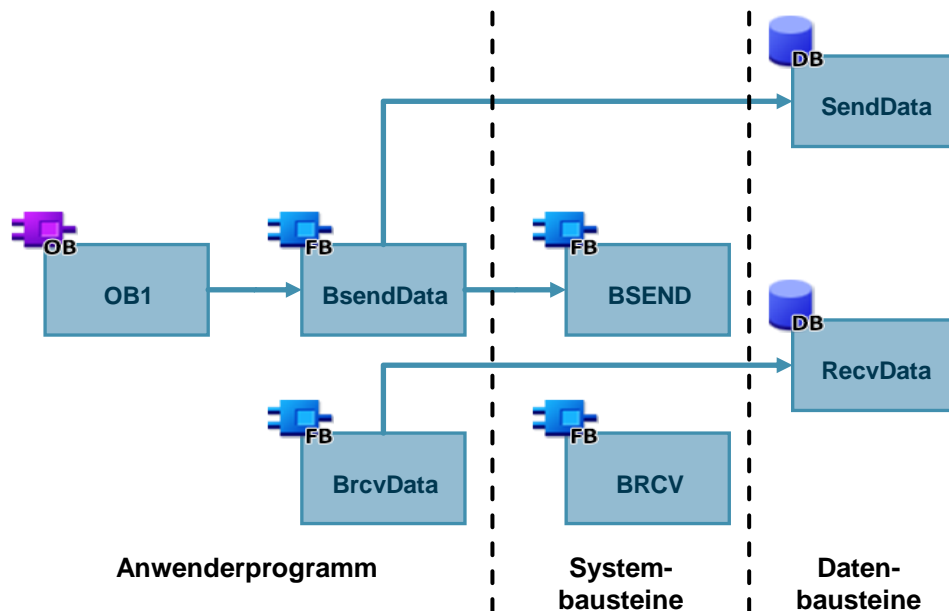 DB
SendData
OB
OB1
FB
BsendData
FB
BSEND
DB
RecvData
FB
BrcvData
FB
BRCV
Anwenderprogramm
System-
bausteine
Daten-
bausteine